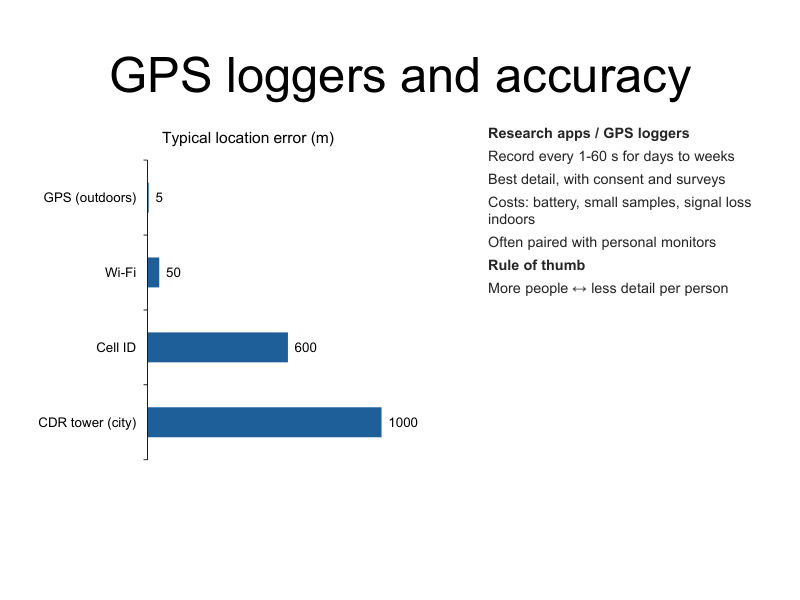 GPS loggers and accuracy
Typical location error (m)
GPS (outdoors) 5
Wi-Fi 50
Cell ID 600
CDR tower (city) 1000
Research apps / GPS loggers
Record every 1-60 s for days to weeks
Best detail, with consent and surveys
Costs: battery, small samples, signal loss
indoors
Often paired with personal monitors
Rule of thumb
More people ↔ less detail per person